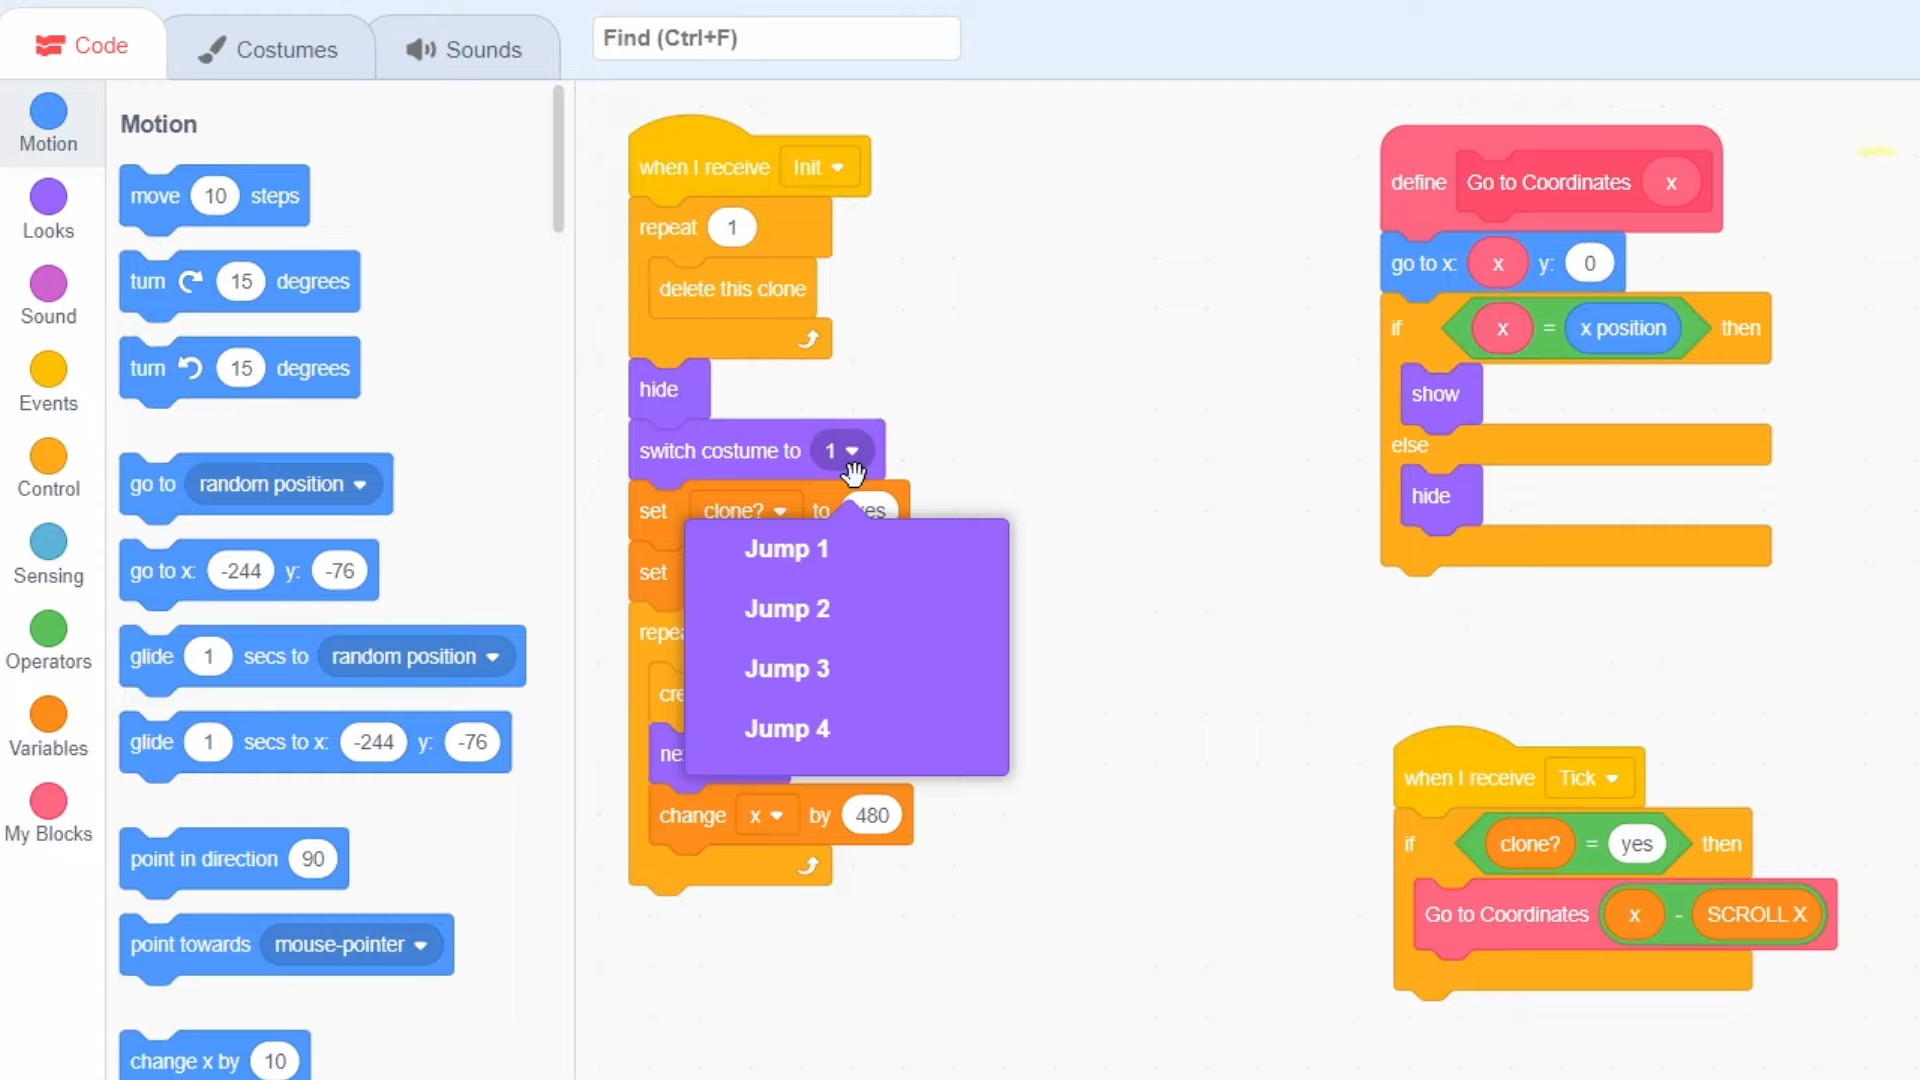 Code
Costumes
Sounds
Find (Ctrl+F)
Motion
Looks
Sound
Events
Control
Sensing
Operators
Variables
My Blocks
Motion
move 10 steps
turn 15 degrees
turn 15 degrees
go to random position
go to x: -244 y: -76
glide 1 secs to random position
glide 1 secs to x: -244 y: -76
point in direction 90
point towards mouse-pointer
change x by 10
when I receive Init
repeat 1
delete this clone
hide
switch costume to 1
set clone? to yes
set
Jump 1
Jump 2
Jump 3
Jump 4
change x by 480
define Go to Coordinates x
go to x: x y: 0
if x = x position then
show
else
hide
when I receive Tick
if clone? = yes then
Go to Coordinates x - SCROLL X